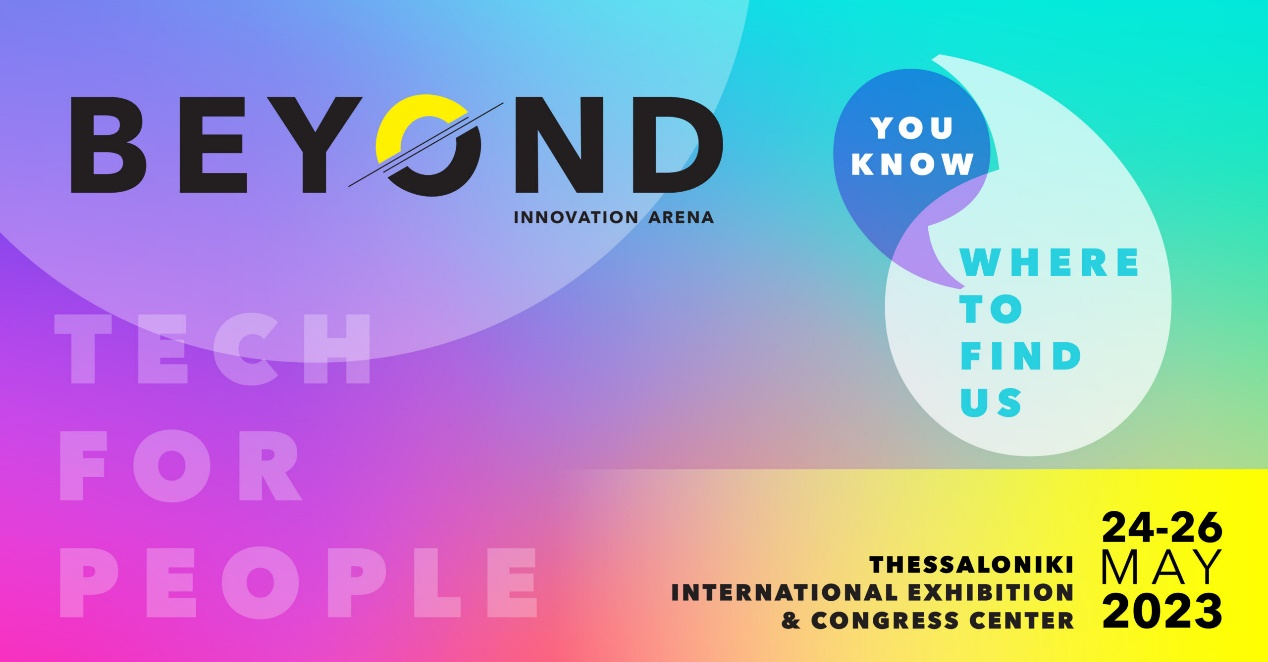 BEYOND
INNOVATION ARENA
YOU
KNOW
WHERE
TO
FIND
US
TECH
FOR
PEOPLE
THESSALONIKI
INTERNATIONAL EXHIBITION
& CONGRESS CENTER
24-26
MAY
2023